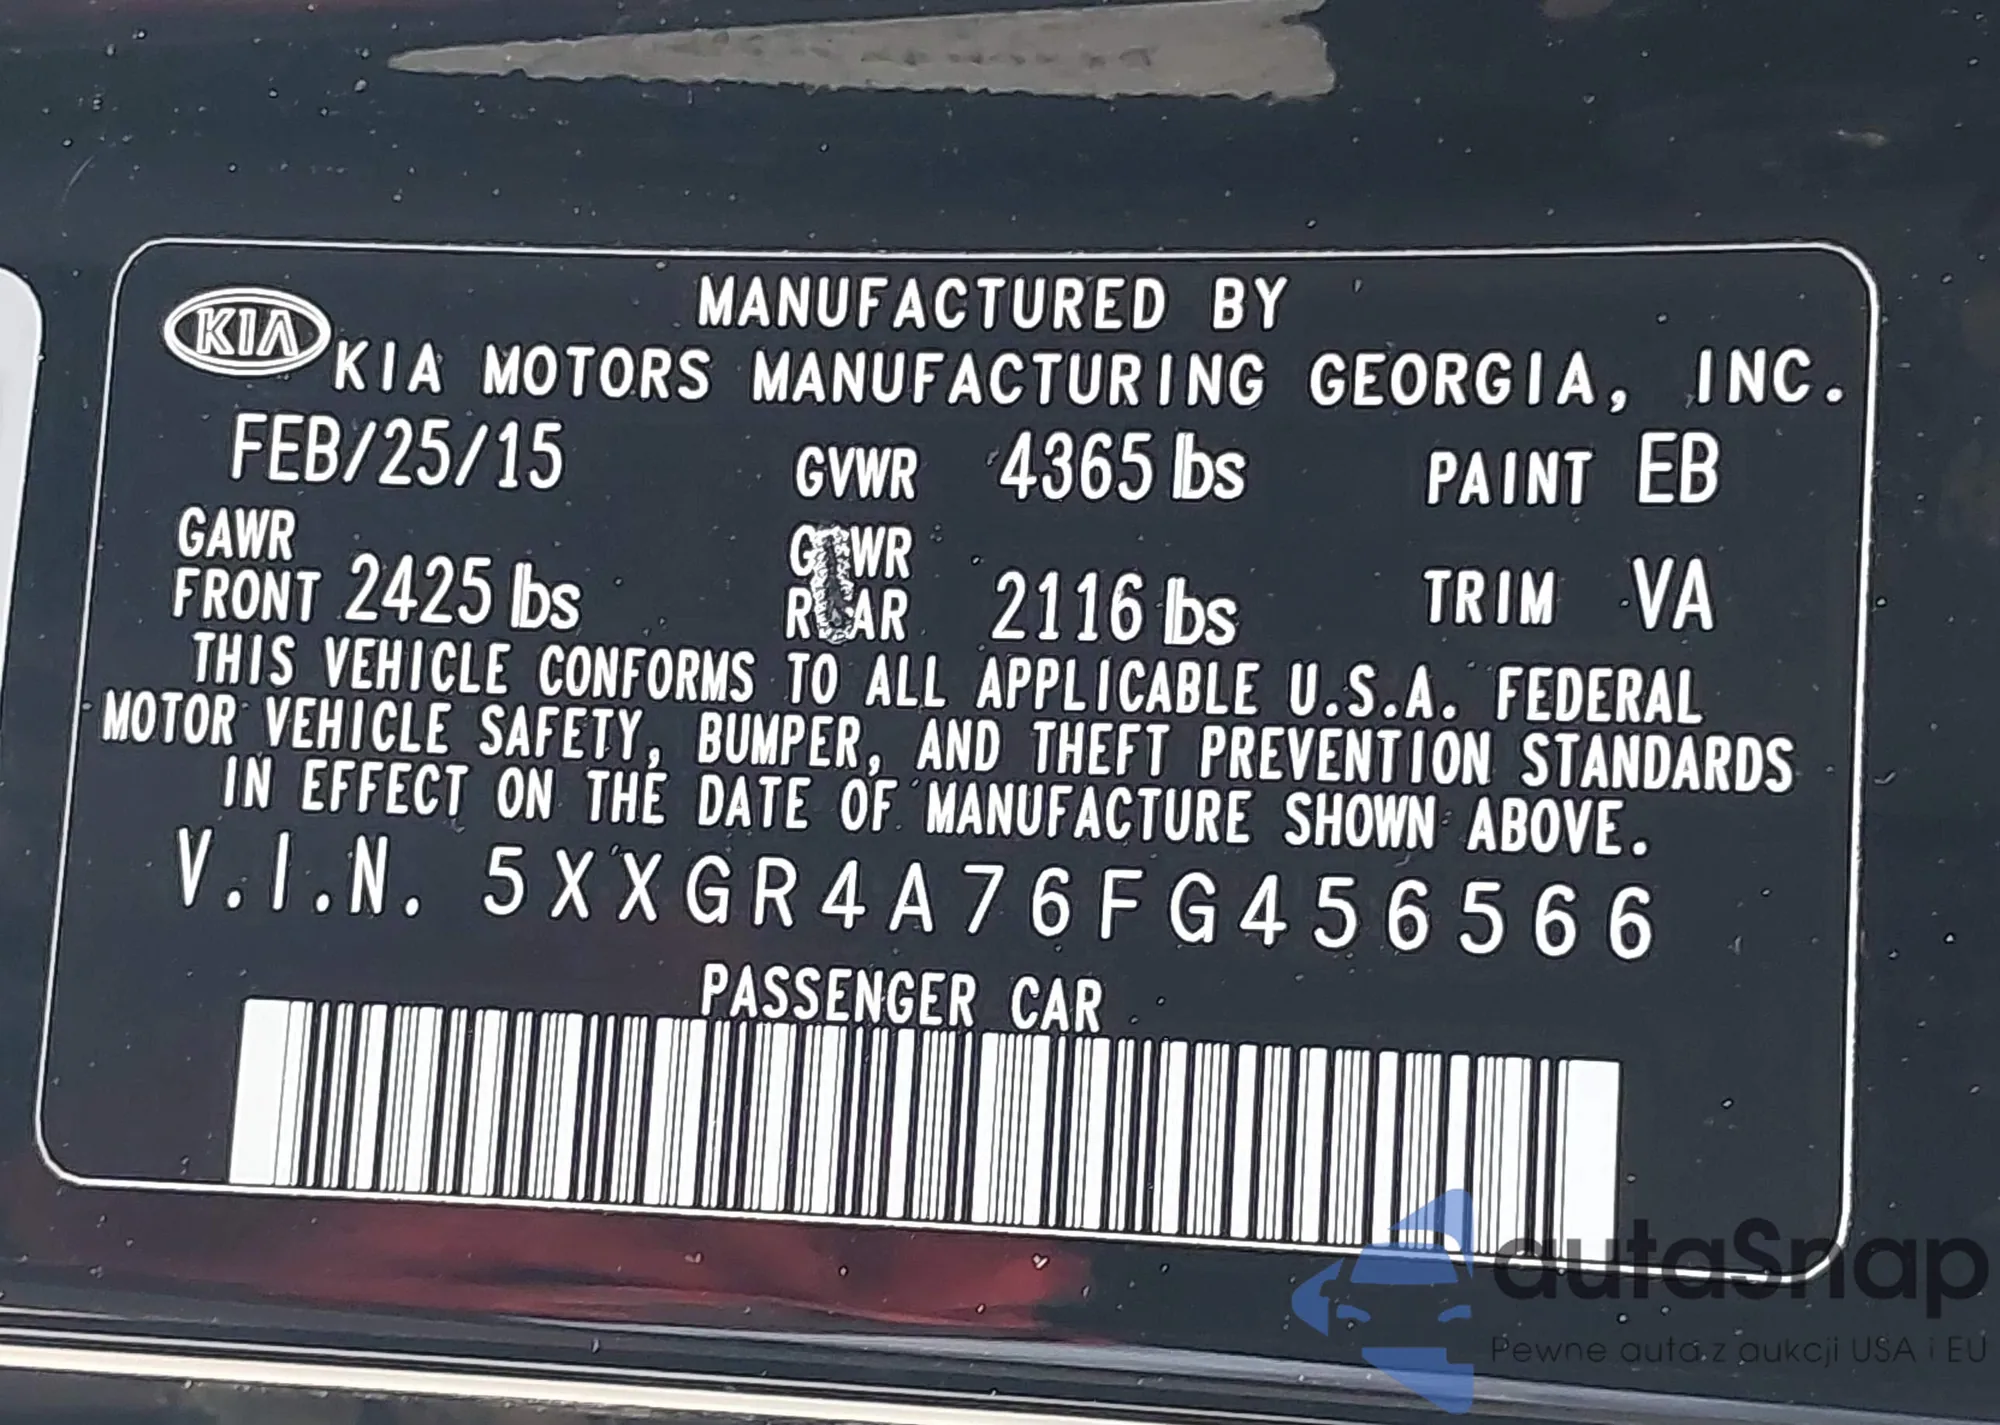 MANUFACTURED BY
KIA KIA MOTORS MANUFACTURING GEORGIA, INC.
FEB/25/15 GVWR 4365 lbs PAINT EB
GAWR FRONT 2425 lbs GAWR REAR 2116 lbs TRIM VA
THIS VEHICLE CONFORMS TO ALL APPLICABLE U.S.A. FEDERAL
MOTOR VEHICLE SAFETY, BUMPER, AND THEFT PREVENTION STANDARDS
IN EFFECT ON THE DATE OF MANUFACTURE SHOWN ABOVE.
V.I.N. 5XXGR4A76FG456566
PASSENGER CAR
autaSnap
Pewne auta z aukcji USA i EU